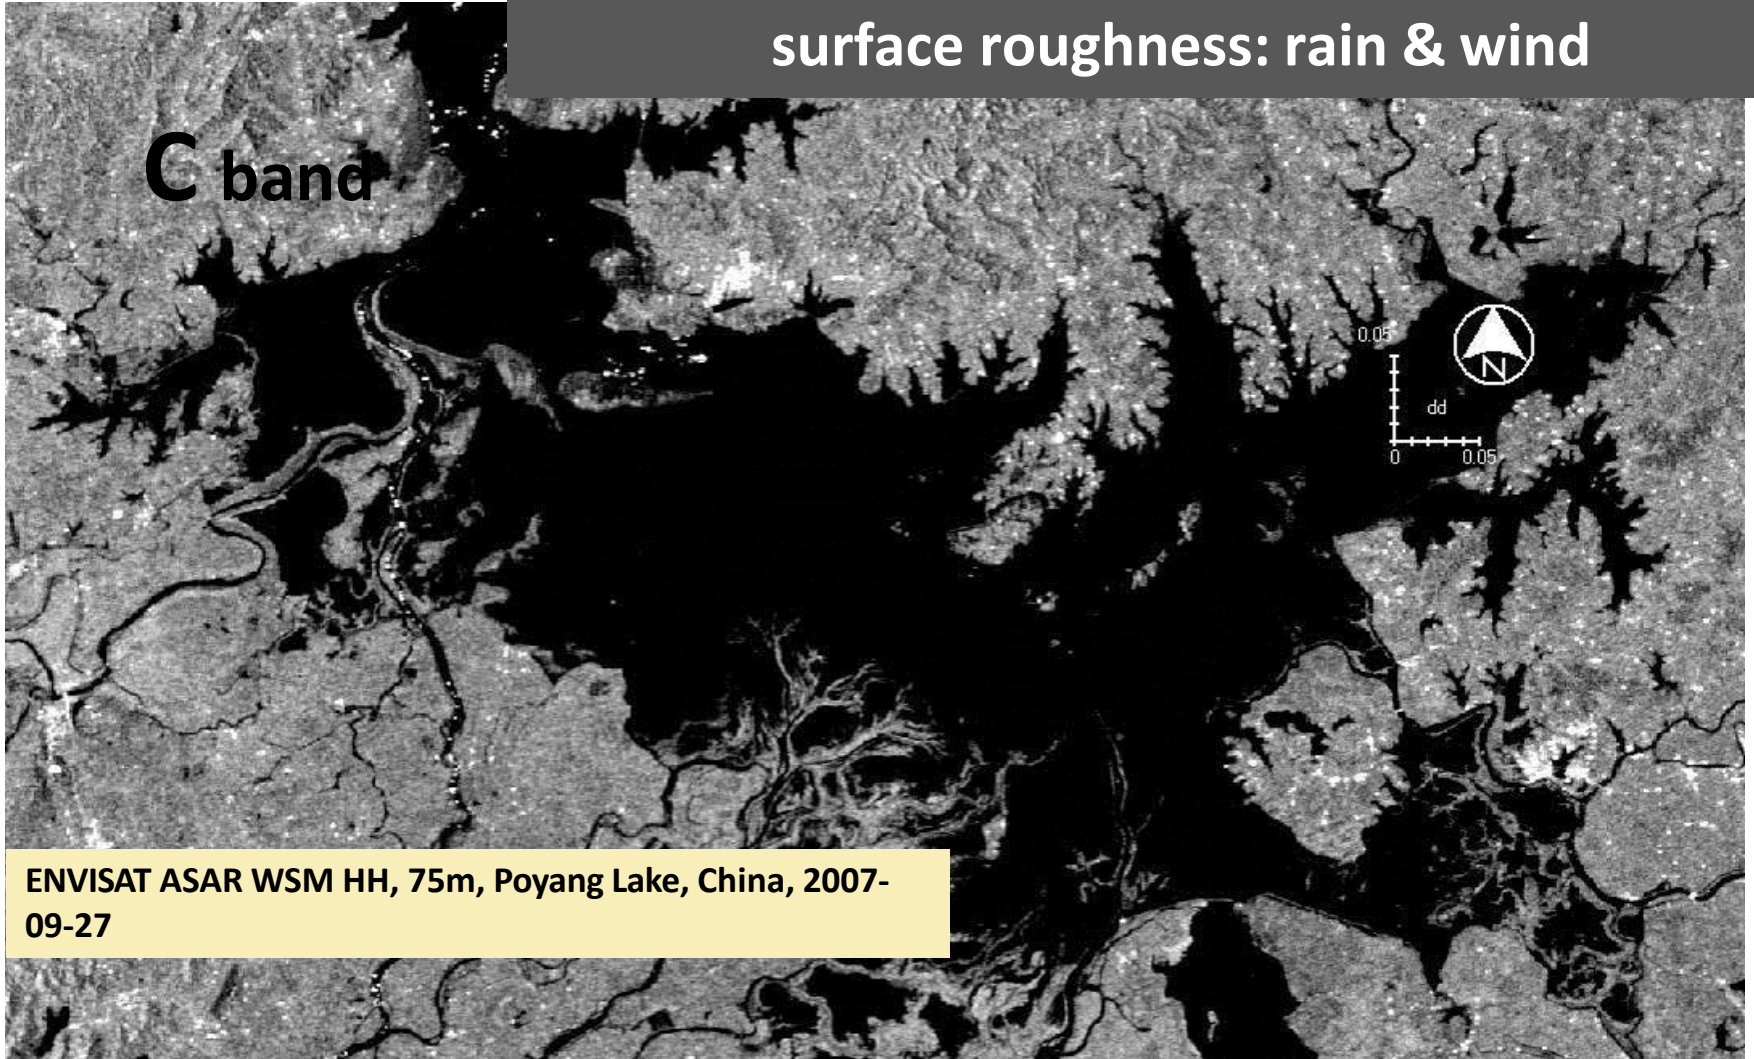 surface roughness: rain & wind
C band
0.05
N
dd
0
0.05
ENVISAT ASAR WSM HH, 75m, Poyang Lake, China, 2007-
09-27